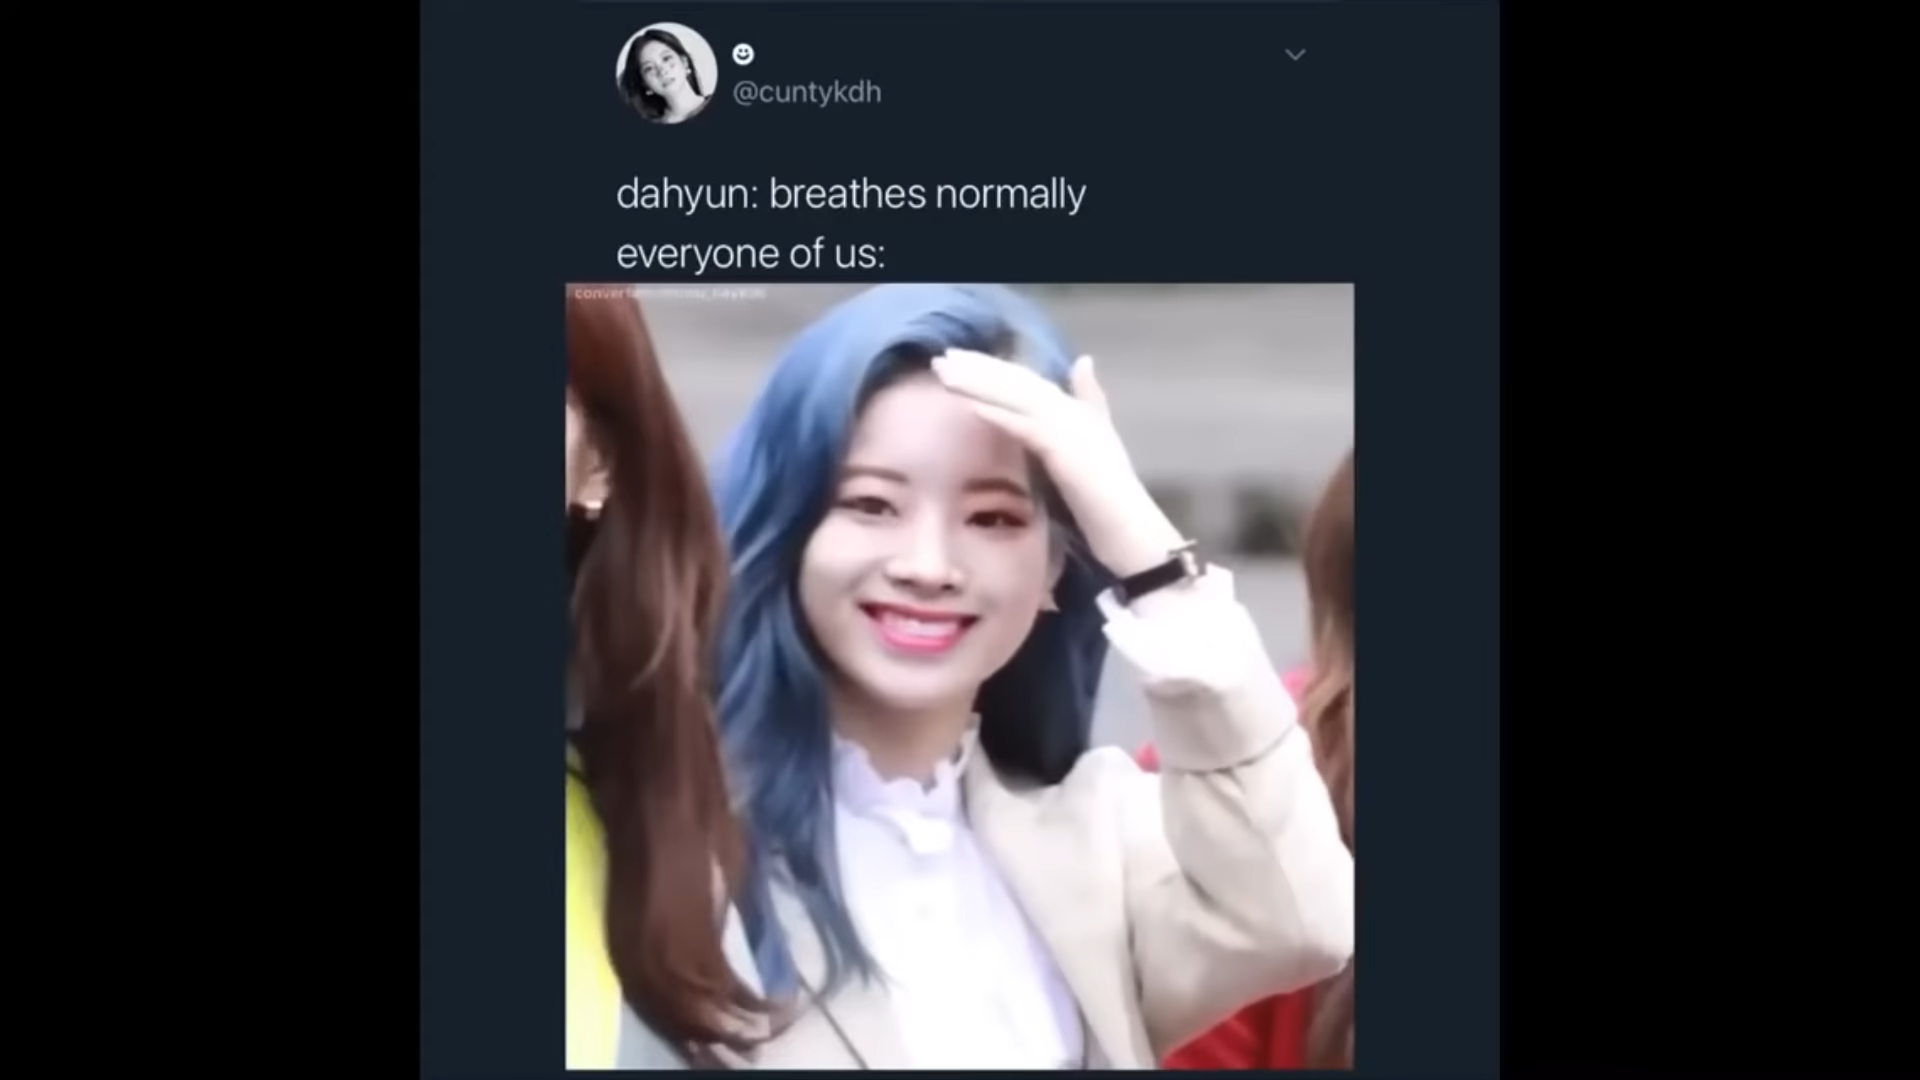 @cuntykdh
dahyun: breathes normally
everyone of us: